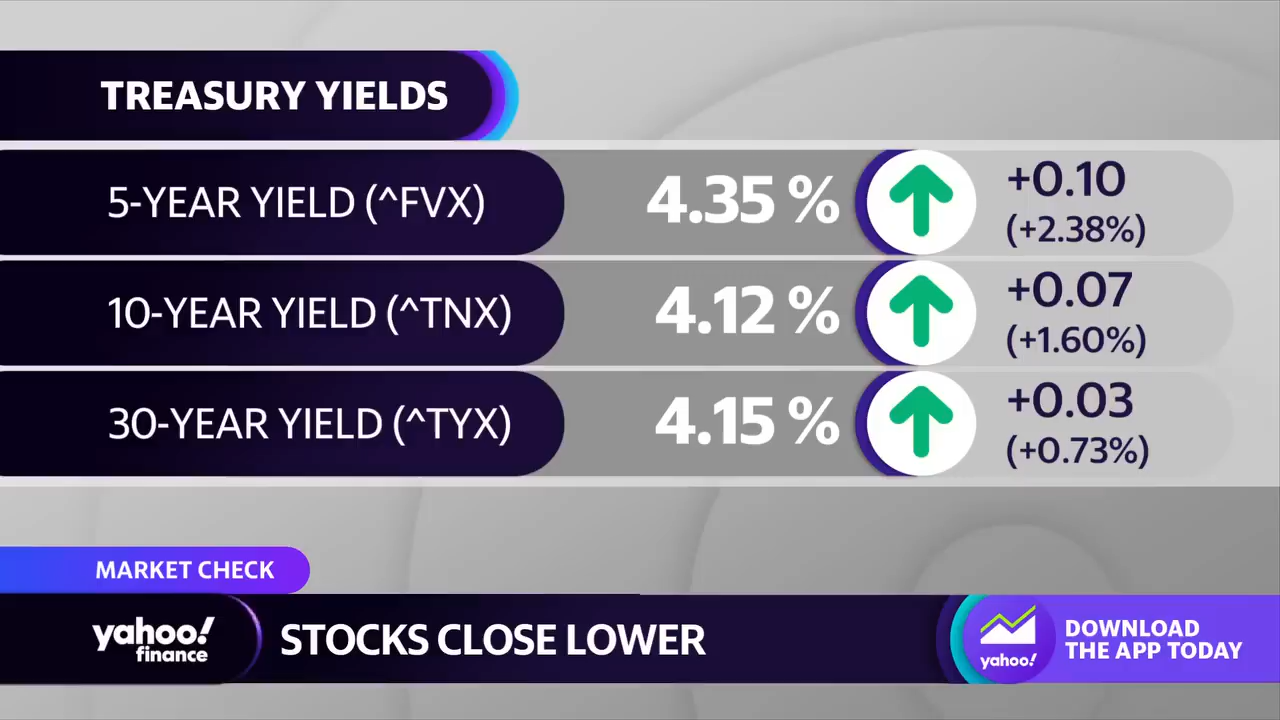 TREASURY YIELDS
5-YEAR YIELD (^FVX) 4.35 % +0.10
(+2.38%)
10-YEAR YIELD (^TNX) 4.12 % +0.07
(+1.60%)
30-YEAR YIELD (^TYX) 4.15 % +0.03
(+0.73%)
MARKET CHECK
yahoo!
finance
STOCKS CLOSE LOWER
yahoo!
DOWNLOAD
THE APP TODAY